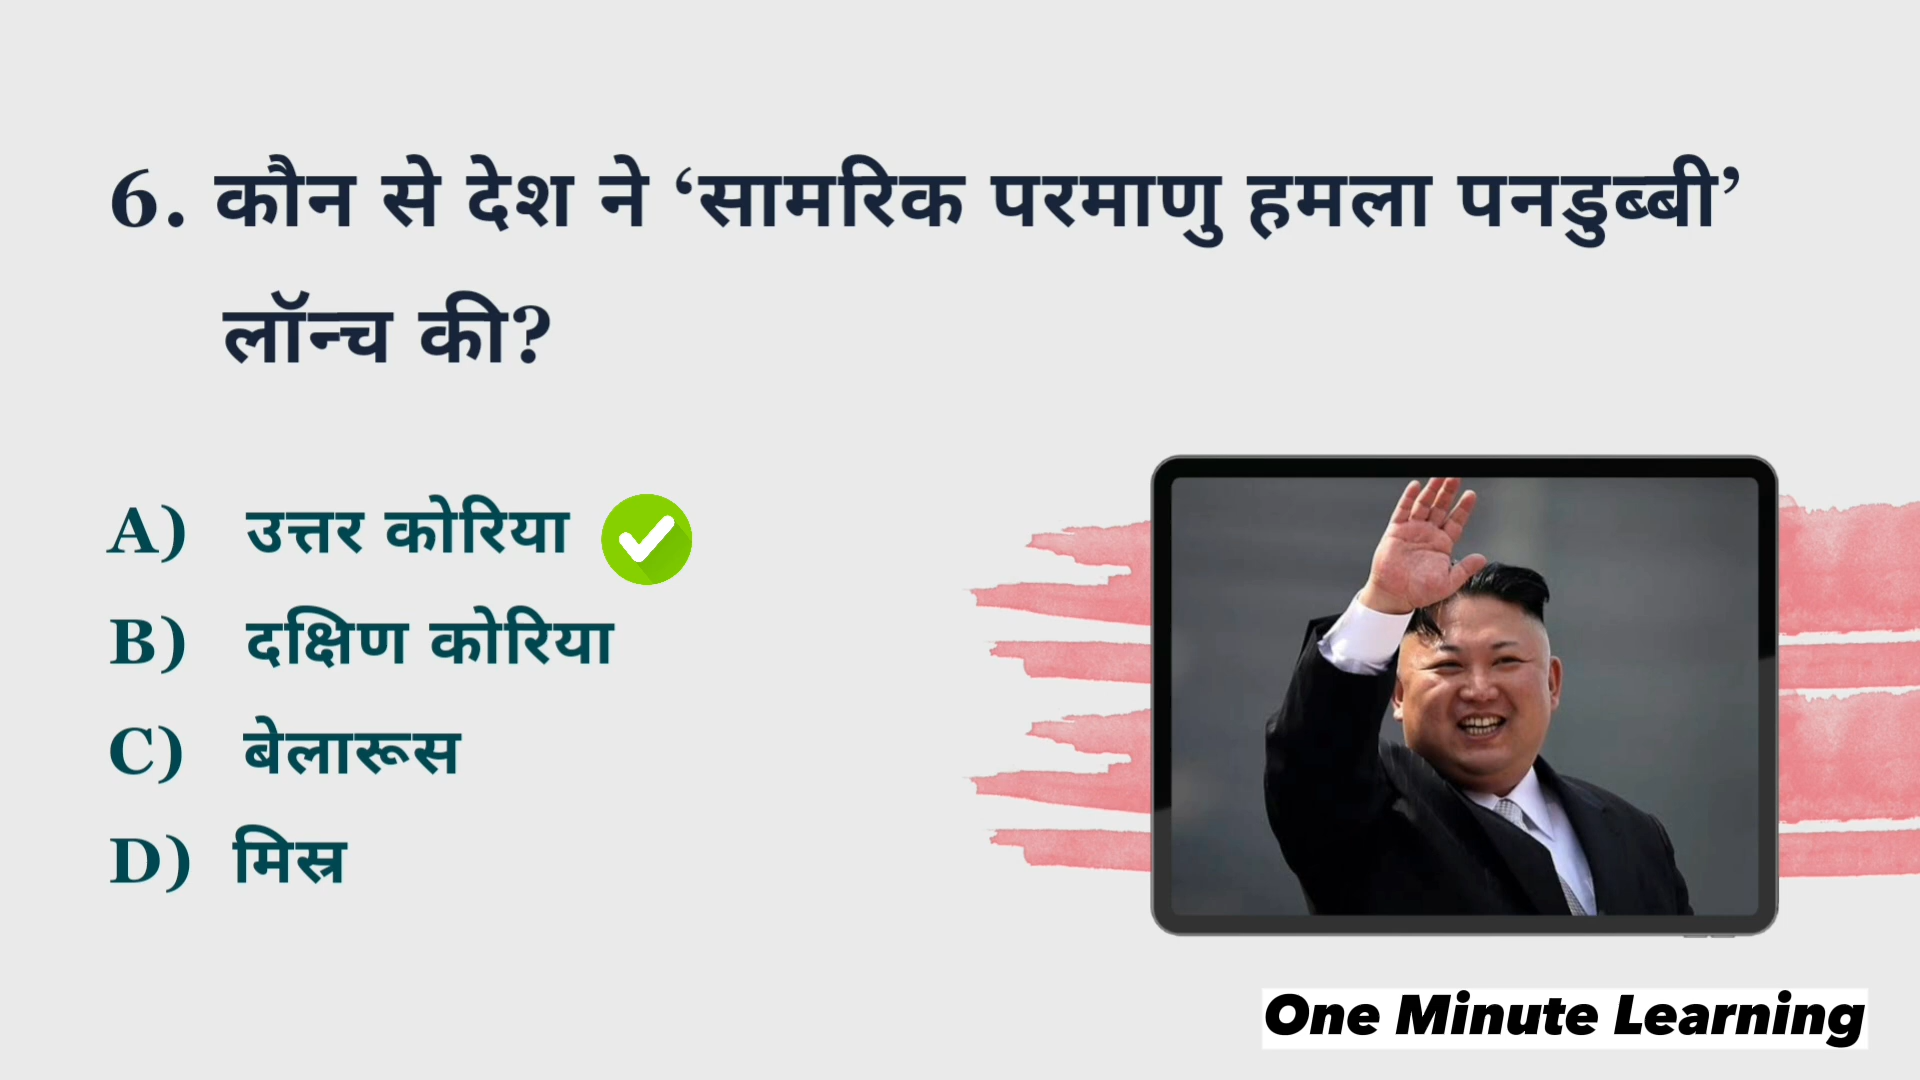 6. कौन से देश ने ‘सामरिक परमाणु हमला पनडुब्बी’
लॉन्च की?
A) उत्तर कोरिया
B) दक्षिण कोरिया
C) बेलारूस
D) मिस्र
One Minute Learning